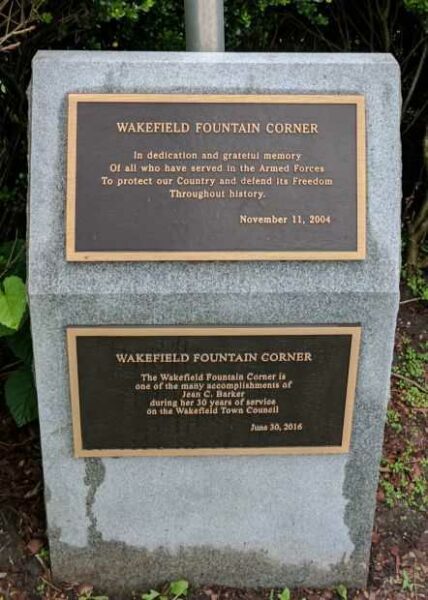 WAKEFIELD FOUNTAIN CORNER
In dedication and grateful memory
Of all who have served in the Armed Forces
To protect our Country and defend its Freedom
Throughout history.
November 11, 2004
WAKEFIELD FOUNTAIN CORNER
The Wakefield Fountain Corner is
one of the many accomplishments of
Jean C. Barker
during her 30 years of service
on the Wakefield Town Council
June 30, 2016